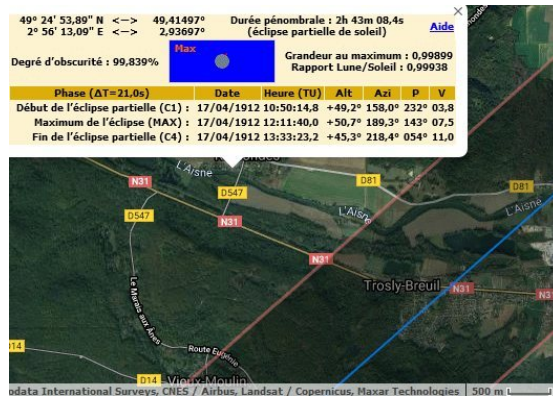 49° 24' 53,89" N <—> 49,41497°
2° 56' 13,09" E <—> 2,93697°
Durée pénombrale : 2h 43m 08,4s
(éclipse partielle de soleil)
Aide
Degré d'obscurité : 99,839%
Max
Grandeur au maximum : 0,99899
Rapport Lune/Soleil : 0,99938
Phase (ΔT=21,0s) Date Heure (TU) Alt Azi P V
Début de l'éclipse partielle (C1) : 17/04/1912 10:50:14,8 +49,2° 158,0° 232° 03,8
Maximum de l'éclipse (MAX) : 17/04/1912 12:11:40,0 +50,7° 189,3° 143° 07,5
Fin de l'éclipse partielle (C4) : 17/04/1912 13:33:23,2 +45,3° 218,4° 054° 11,0
L'Aisne
N31
D547
D81
D81
D547
N31
L'Aisne
L'Aisne
N31
Trosly-Breuil
N31
N31
Le Marais aux Ânes
Route Eugénie
D14
Vieux-Moulin
odata International Surveys, CNES / Airbus, Landsat / Copernicus, Maxar Technologies 500 m